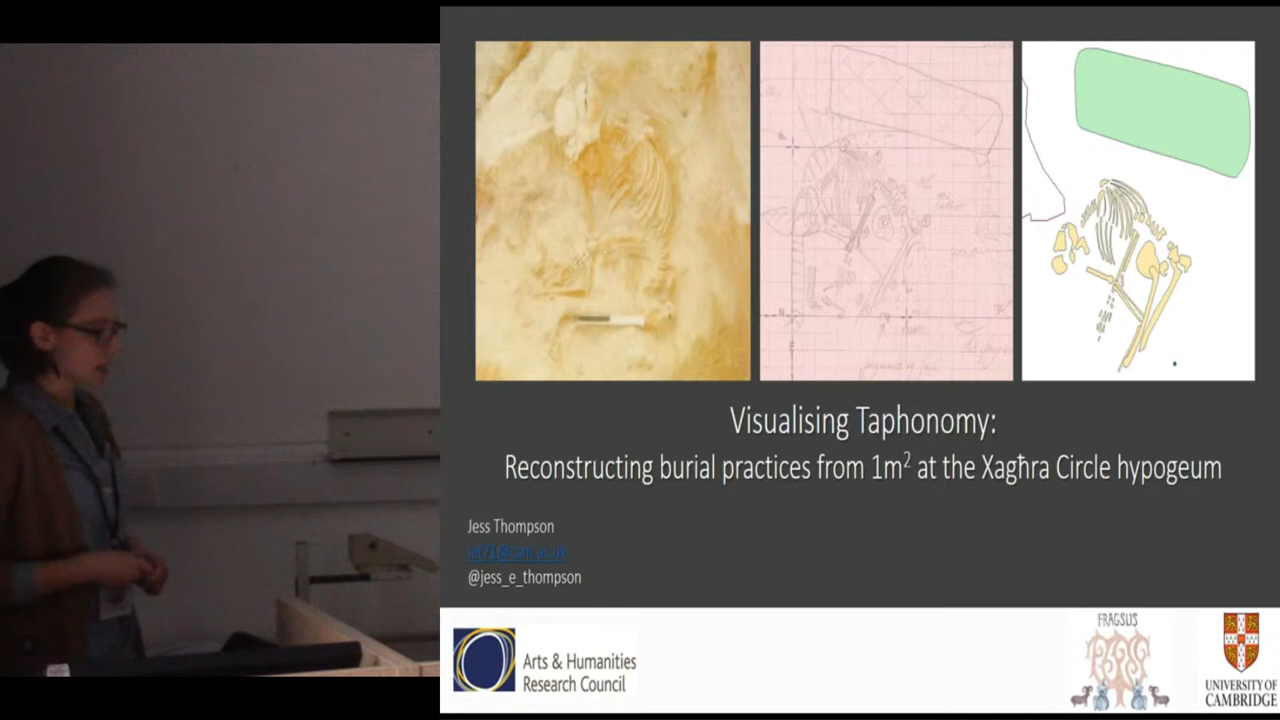 Visualising Taphonomy:
Reconstructing burial practices from 1m² at the Xagħra Circle hypogeum
Jess Thompson
@jess_e_thompson
Arts & Humanities
Research Council
FRAGSUS
UNIVERSITY OF
CAMBRIDGE